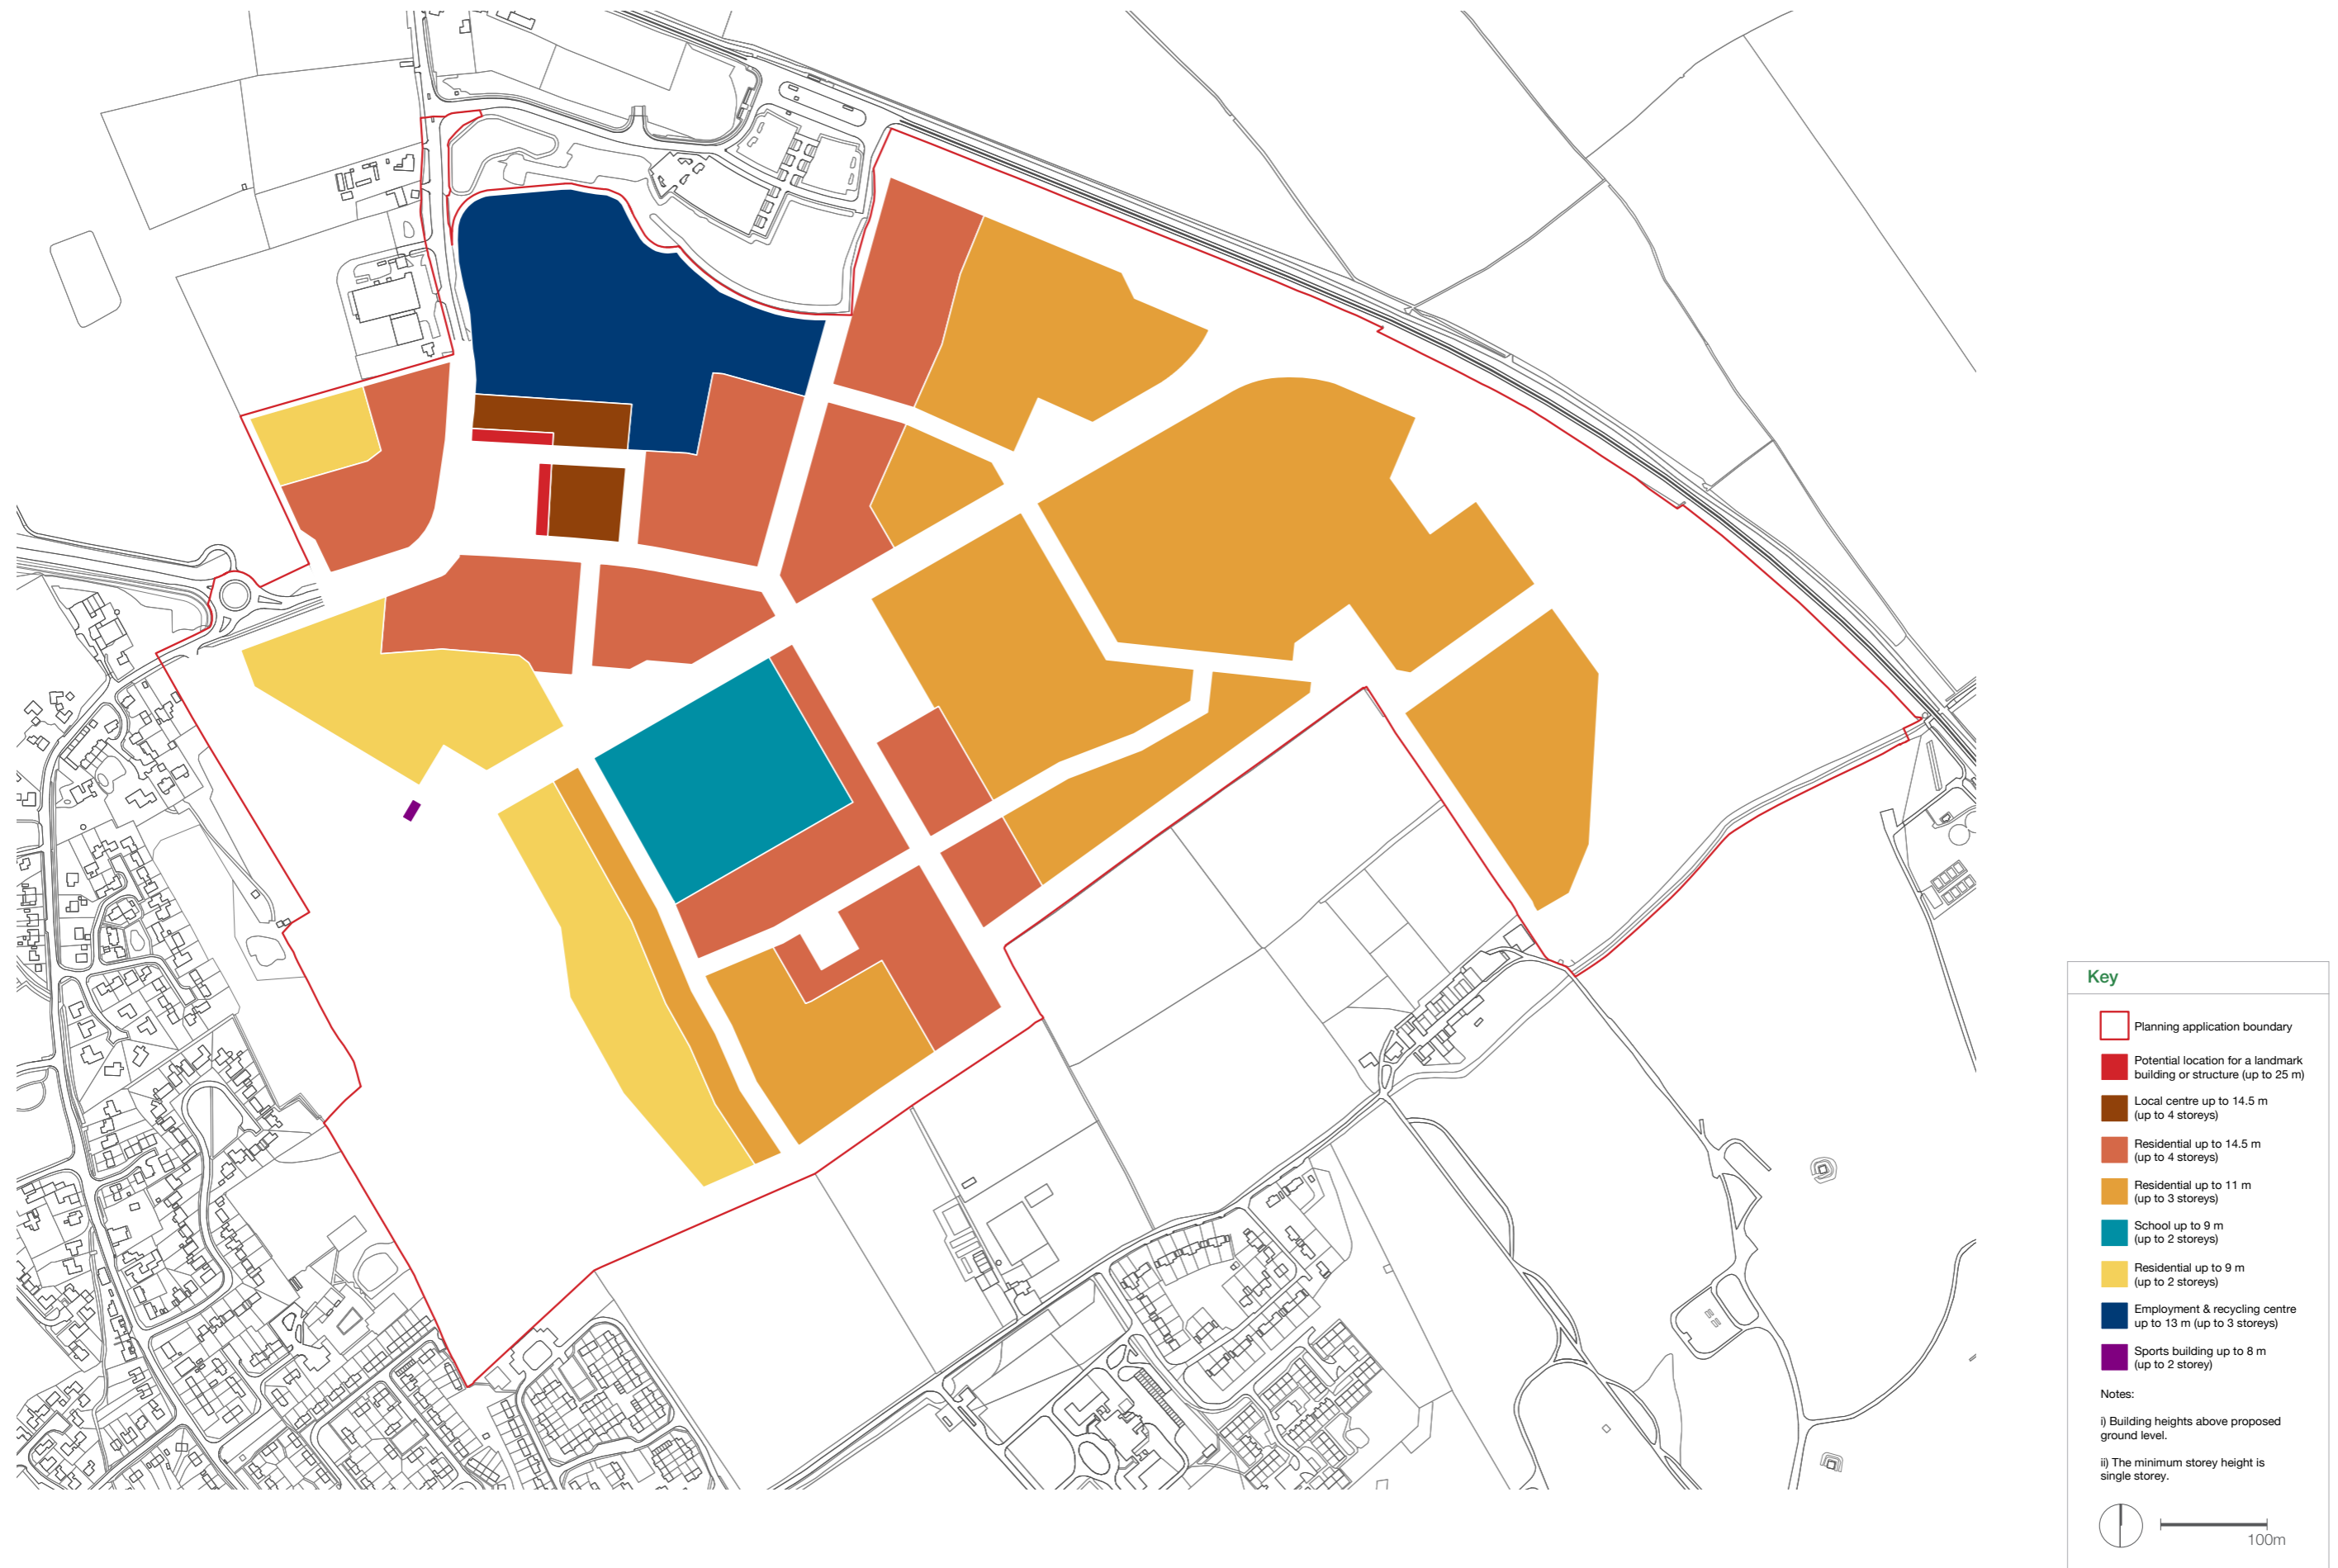 Key
Planning application boundary
Potential location for a landmark
building or structure (up to 25 m)
Local centre up to 14.5 m
(up to 4 storeys)
Residential up to 14.5 m
(up to 4 storeys)
Residential up to 11 m
(up to 3 storeys)
School up to 9 m
(up to 2 storeys)
Residential up to 9 m
(up to 2 storeys)
Employment & recycling centre
up to 13 m (up to 3 storeys)
Sports building up to 8 m
(up to 2 storey)
Notes:
i) Building heights above proposed
ground level.
ii) The minimum storey height is
single storey.
100m